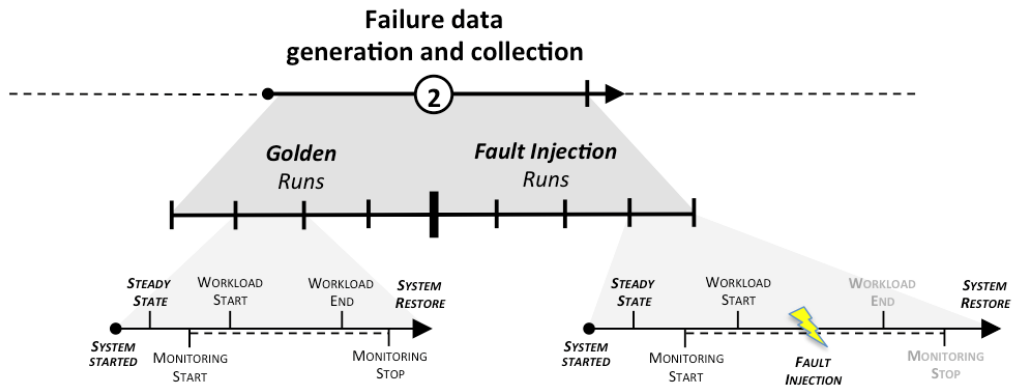 Failure data
generation and collection
2
Golden
Runs
Fault Injection
Runs
STEADY
STATE
WORKLOAD
START
WORKLOAD
END
SYSTEM
RESTORE
SYSTEM
STARTED
MONITORING
START
MONITORING
STOP
STEADY
STATE
WORKLOAD
START
WORKLOAD
END
SYSTEM
RESTORE
SYSTEM
STARTED
MONITORING
START
FAULT
INJECTION
MONITORING
STOP